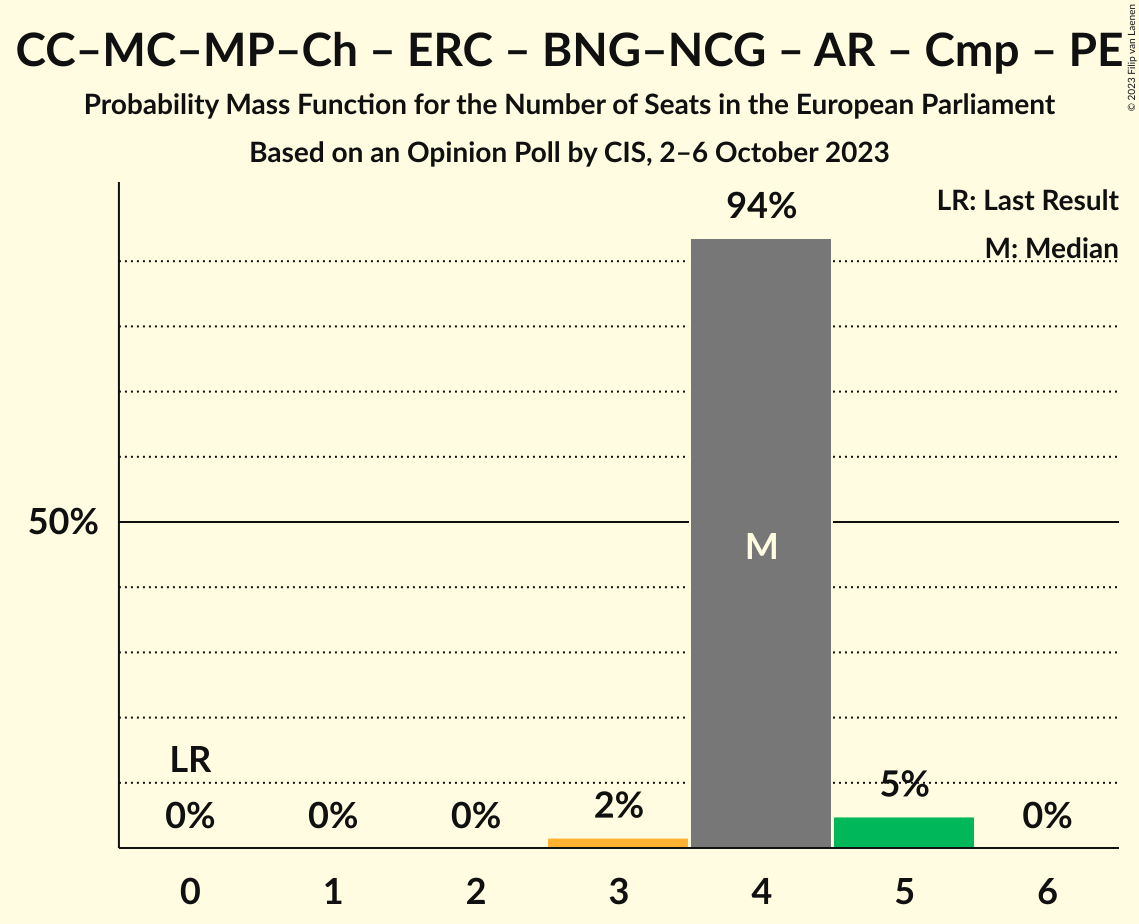 CC–MC–MP–Ch – ERC – BNG–NCG – AR – Cmp – PE
© 2023 Filip van Laenen
Probability Mass Function for the Number of Seats in the European Parliament
Based on an Opinion Poll by CIS, 2–6 October 2023
LR: Last Result
M: Median
94%
50%
M
LR
0%
0%
0%
2%
5%
0%
0
1
2
3
4
5
6